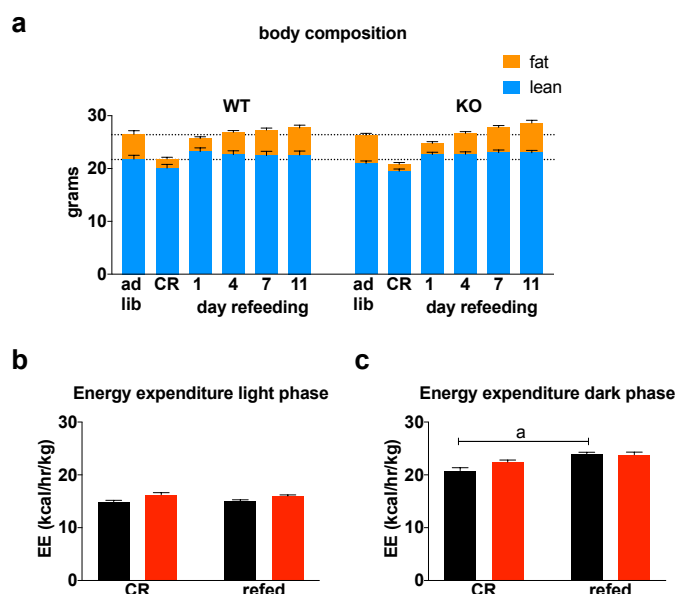 a
body composition
fat
lean
WT
KO
grams
30
20
10
0
ad lib
CR
1
4
7
11
day refeeding
ad lib
CR
1
4
7
11
day refeeding
b
Energy expenditure light phase
EE (kcal/hr/kg)
30
20
10
0
CR
refed
c
Energy expenditure dark phase
EE (kcal/hr/kg)
30
20
10
0
a
CR
refed